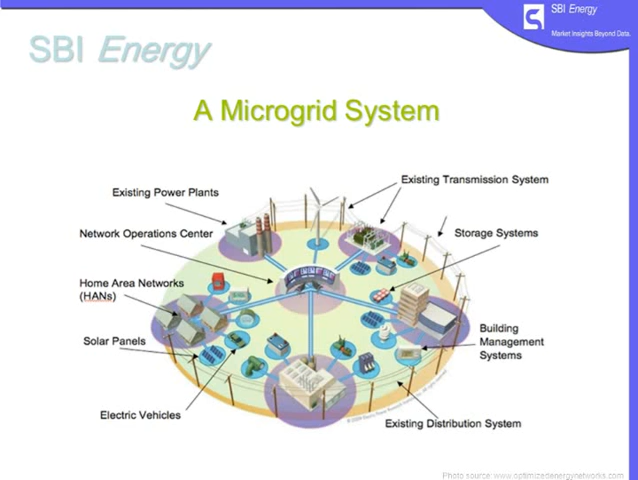 SBI Energy
Market Insights Beyond Data.
SBI Energy
A Microgrid System
Existing Power Plants
Existing Transmission System
Network Operations Center
Storage Systems
Home Area Networks
(HANs)
Solar Panels
Building
Management
Systems
Electric Vehicles
Existing Distribution System
Photo source: www.optimizedenergynetworks.com